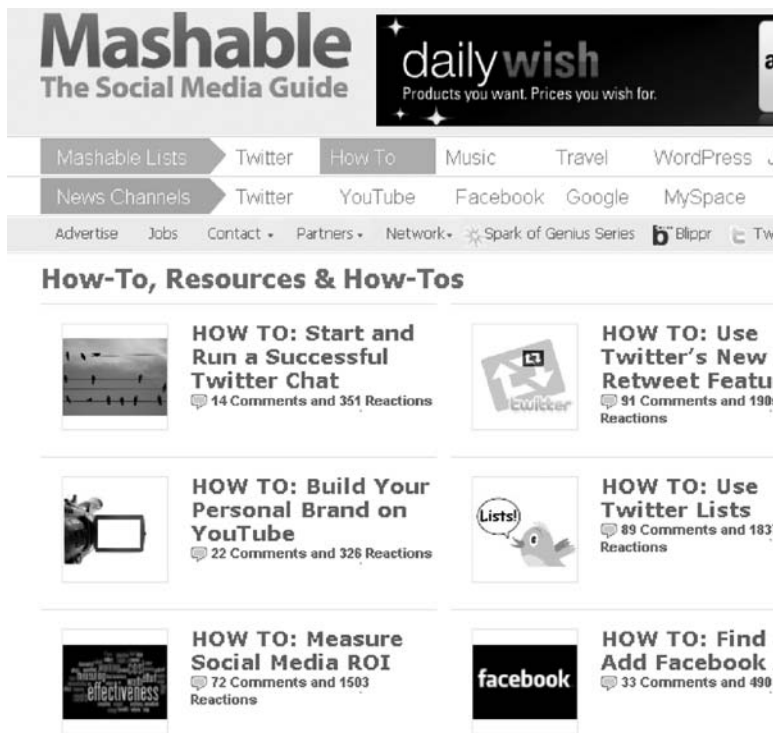 Mashable
The Social Media Guide
dailywish
Products you want. Prices you wish for.
a
Mashable Lists Twitter How To Music Travel WordPress
News Channels Twitter YouTube Facebook Google MySpace
Advertise Jobs Contact Partners Network Spark of Genius Series b Blippr t Tw
How-To, Resources & How-Tos
HOW TO: Start and
Run a Successful
Twitter Chat
14 Comments and 351 Reactions
twitter
HOW TO: Use
Twitter's New
Retweet Featu
91 Comments and 190
Reactions
HOW TO: Build Your
Personal Brand on
YouTube
22 Comments and 326 Reactions
Lists!
HOW TO: Use
Twitter Lists
89 Comments and 183
Reactions
effectiveness
HOW TO: Measure
Social Media ROI
72 Comments and 1503
Reactions
facebook
HOW TO: Find
Add Facebook
33 Comments and 490